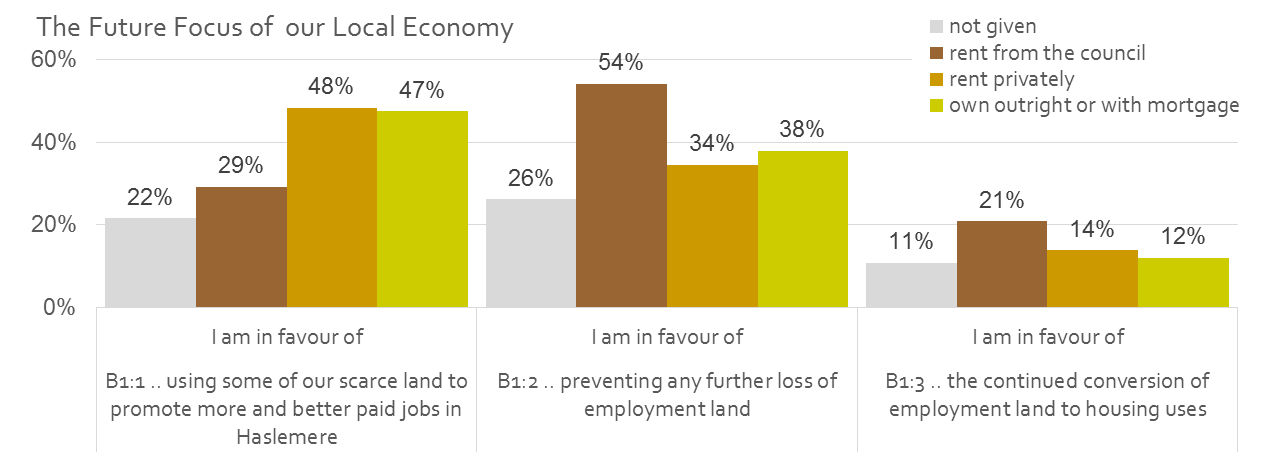 The Future Focus of our Local Economy
not given
rent from the council
rent privately
own outright or with mortgage
60%
40%
20%
0%
22%
29%
48%
47%
26%
54%
34%
38%
11%
21%
14%
12%
I am in favour of
B1:1 .. using some of our scarce land to
promote more and better paid jobs in
Haslemere
I am in favour of
B1:2 .. preventing any further loss of
employment land
I am in favour of
B1:3 .. the continued conversion of
employment land to housing uses